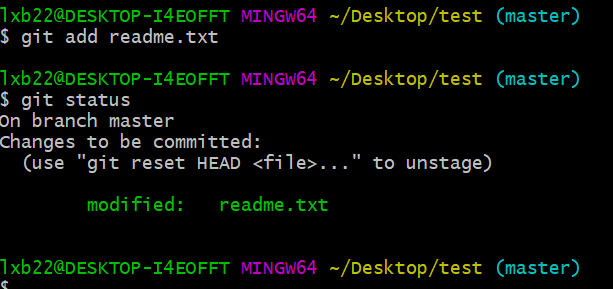 lxb22@DESKTOP-I4EOFFT MINGW64 ~/Desktop/test (master)
$ git add readme.txt
lxb22@DESKTOP-I4EOFFT MINGW64 ~/Desktop/test (master)
$ git status
On branch master
Changes to be committed:
  (use "git reset HEAD <file>..." to unstage)
        modified:   readme.txt
lxb22@DESKTOP-I4EOFFT MINGW64 ~/Desktop/test (master)
$